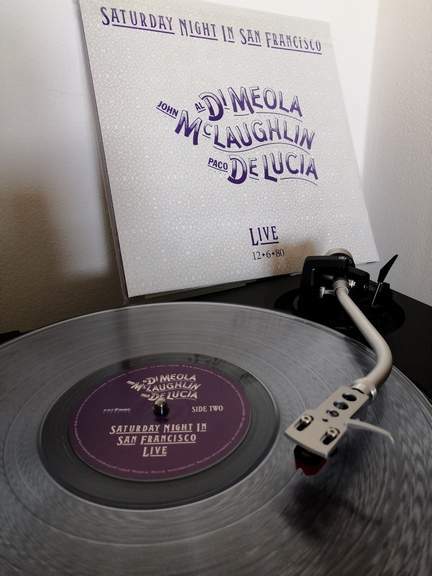 SATURDAY NIGHT IN SAN FRANCISCO
AL DI MEOLA
JOHN McLAUGHLIN
PACO DE LUCIA
LIVE
12•6•80
AL DI MEOLA
JOHN McLAUGHLIN
PACO DE LUCIA
SIDE TWO
SATURDAY NIGHT IN
SAN FRANCISCO
LIVE